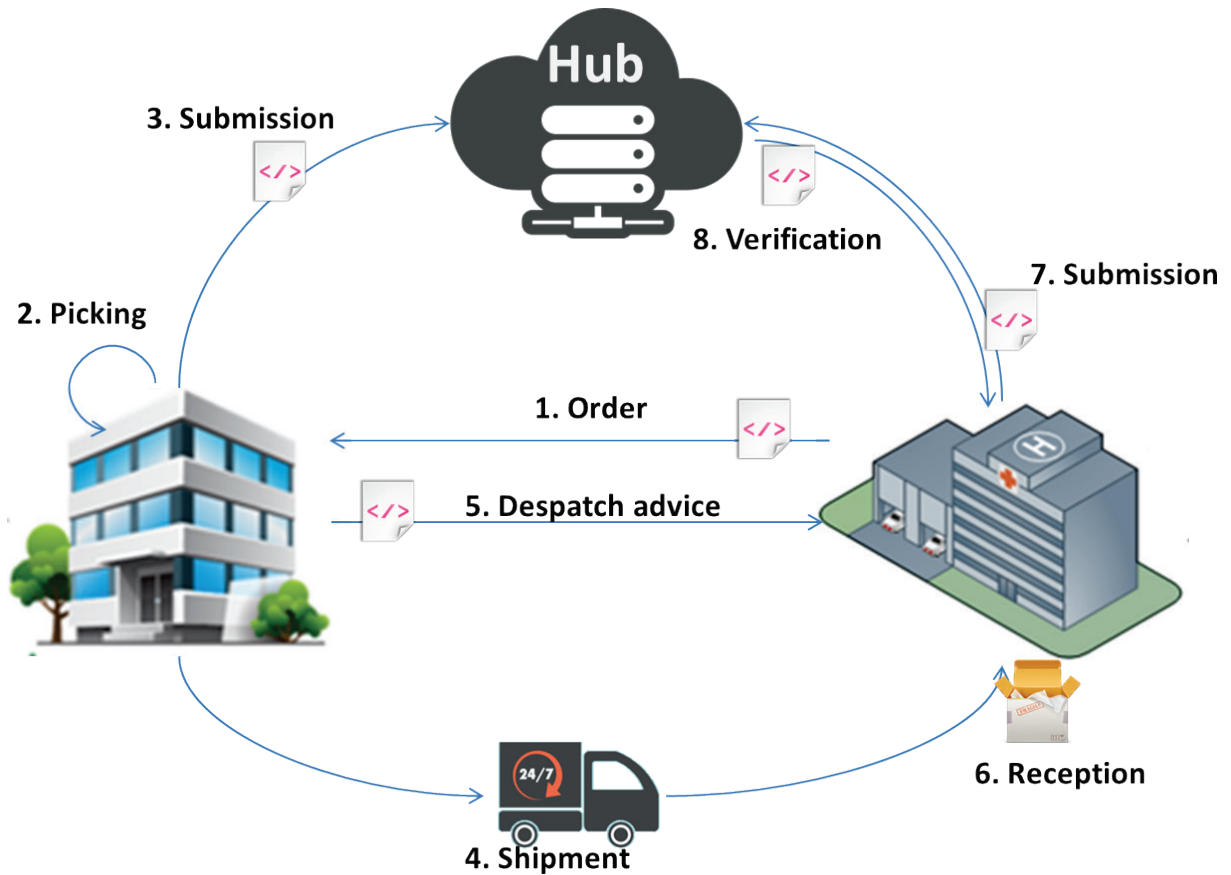 Hub
3. Submission
</>
</>
8. Verification
7. Submission
2. Picking
</>
1. Order
</>
H
5. Despatch advice
</>
24/7
FRAGILE
6. Reception
4. Shipment